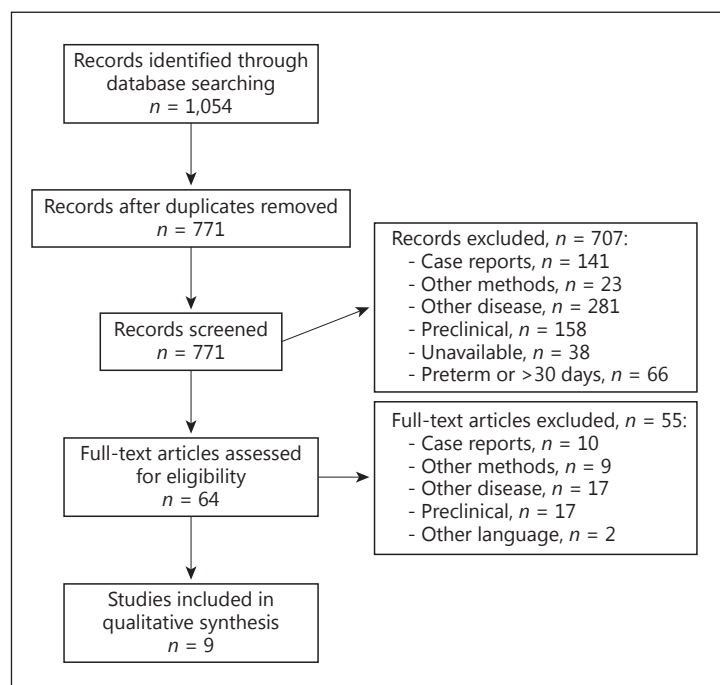 Records identified through
database searching
n = 1,054
Records after duplicates removed
n = 771
Records screened
n = 771
Records excluded, n = 707:
- Case reports, n = 141
- Other methods, n = 23
- Other disease, n = 281
- Preclinical, n = 158
- Unavailable, n = 38
- Preterm or >30 days, n = 66
Full-text articles assessed
for eligibility
n = 64
Full-text articles excluded, n = 55:
- Case reports, n = 10
- Other methods, n = 9
- Other disease, n = 17
- Preclinical, n = 17
- Other language, n = 2
Studies included in
qualitative synthesis
n = 9